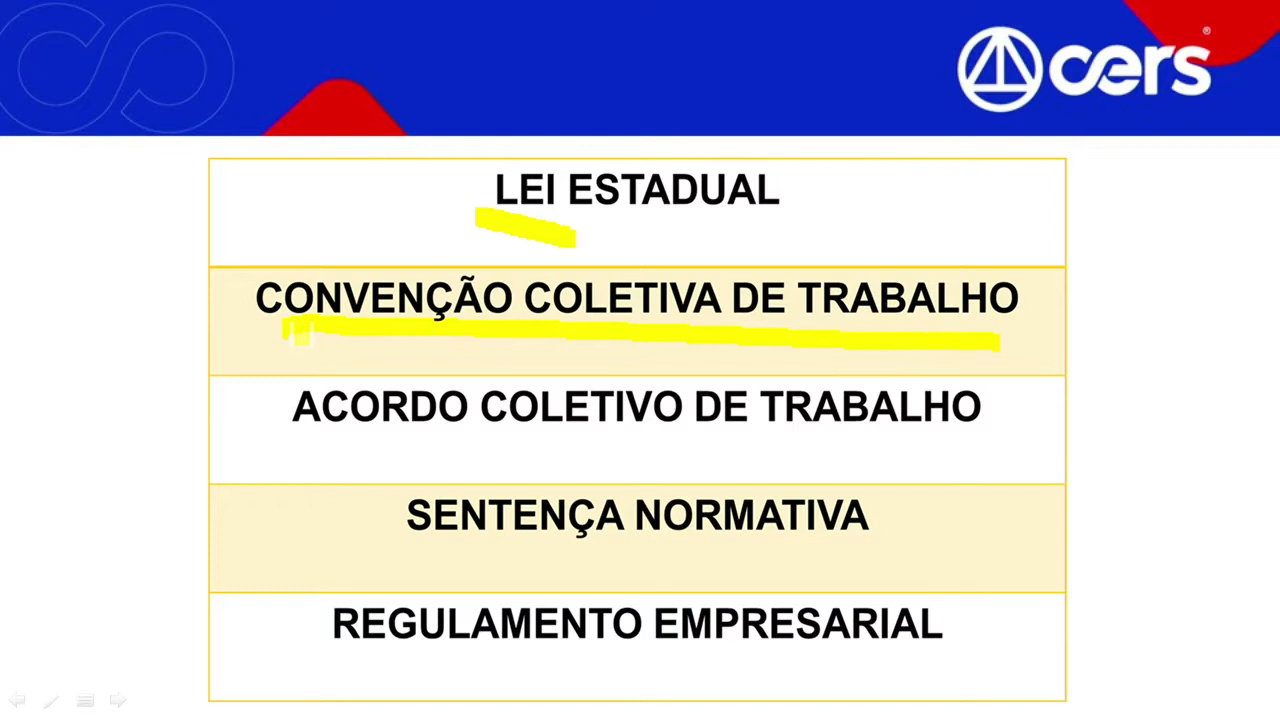 cers
LEI ESTADUAL
CONVENÇÃO COLETIVA DE TRABALHO
ACORDO COLETIVO DE TRABALHO
SENTENÇA NORMATIVA
REGULAMENTO EMPRESARIAL